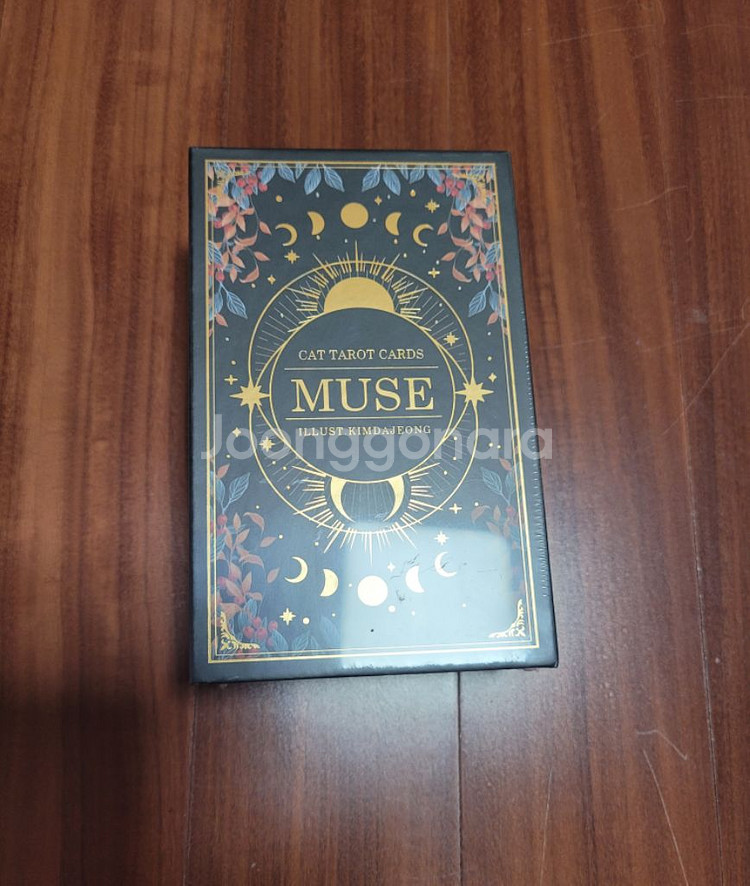 CAT TAROT CARDS
MUSE
ILLUST.KIMDAJEONG
Joonggonara